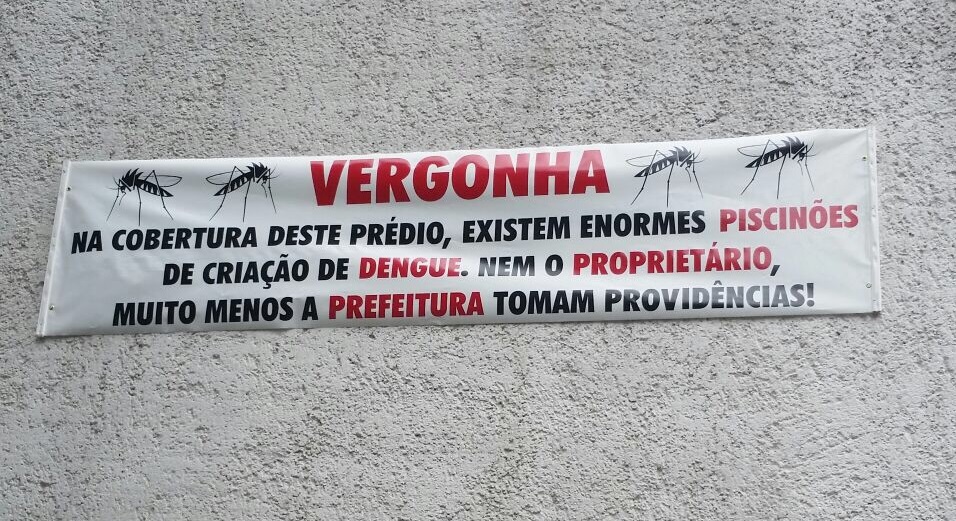 VERGONHA
NA COBERTURA DESTE PRÉDIO, EXISTEM ENORMES PISCINÕES
DE CRIAÇÃO DE DENGUE. NEM O PROPRIETÁRIO,
MUITO MENOS A PREFEITURA TOMAM PROVIDÊNCIAS!